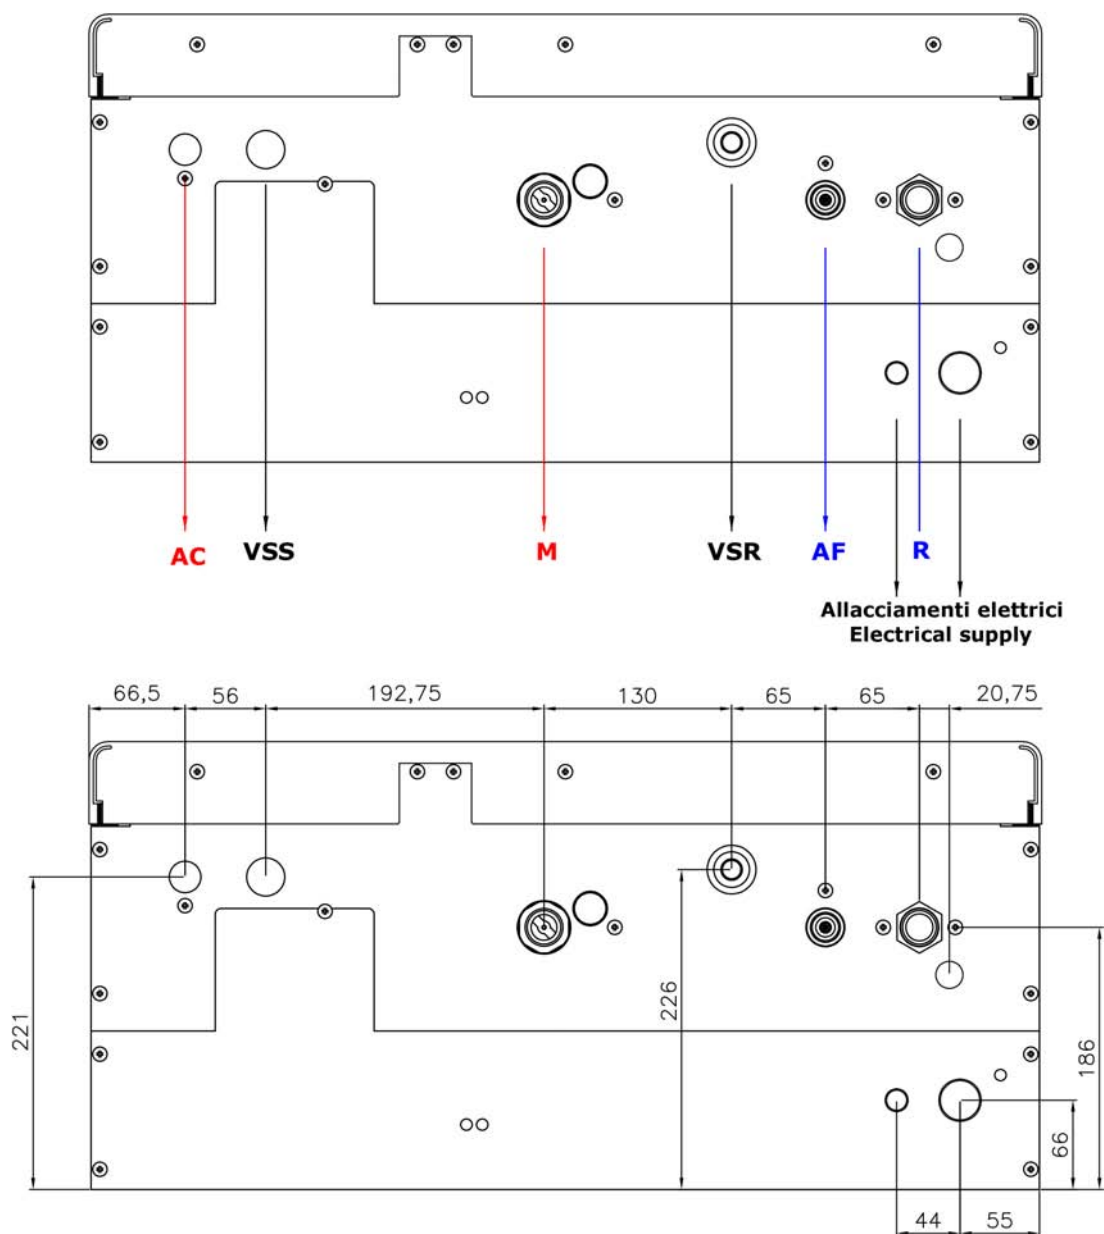 AC
VSS
M
VSR
AF
R
Allacciamenti elettrici
Electrical supply
66,5
56
192,75
130
65
65
20,75
221
226
186
66
44
55